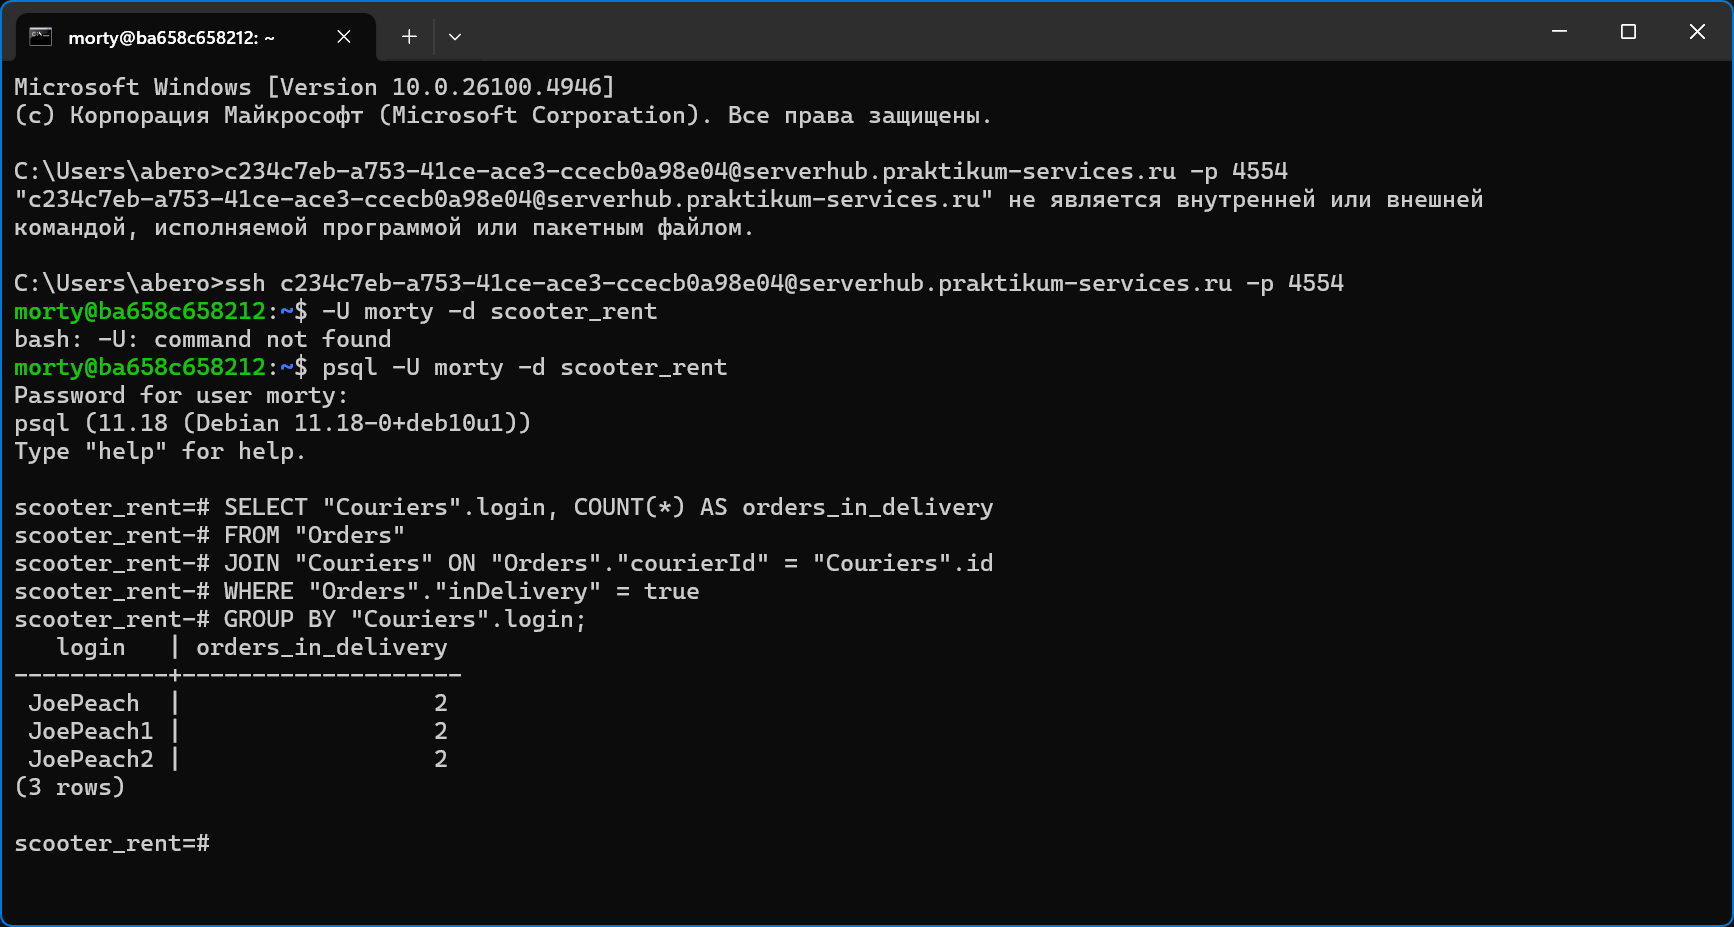 morty@ba658c658212: ~
Microsoft Windows [Version 10.0.26100.4946]
(c) Корпорация Майкрософт (Microsoft Corporation). Все права защищены.
C:\Users\abero>c234c7eb-a753-41ce-ace3-ccecb0a98e04@serverhub.praktikum-services.ru -p 4554
"c234c7eb-a753-41ce-ace3-ccecb0a98e04@serverhub.praktikum-services.ru" не является внутренней или внешней
командой, исполняемой программой или пакетным файлом.
C:\Users\abero>ssh c234c7eb-a753-41ce-ace3-ccecb0a98e04@serverhub.praktikum-services.ru -p 4554
morty@ba658c658212:~$ -U morty -d scooter_rent
bash: -U: command not found
morty@ba658c658212:~$ psql -U morty -d scooter_rent
Password for user morty:
psql (11.18 (Debian 11.18-0+deb10u1))
Type "help" for help.
scooter_rent=# SELECT "Couriers".login, COUNT(*) AS orders_in_delivery
scooter_rent-# FROM "Orders"
scooter_rent-# JOIN "Couriers" ON "Orders"."courierId" = "Couriers".id
scooter_rent-# WHERE "Orders"."inDelivery" = true
scooter_rent-# GROUP BY "Couriers".login;
   login   | orders_in_delivery
-----------+--------------------
 JoePeach  |                  2
 JoePeach1 |                  2
 JoePeach2 |                  2
(3 rows)
scooter_rent=#